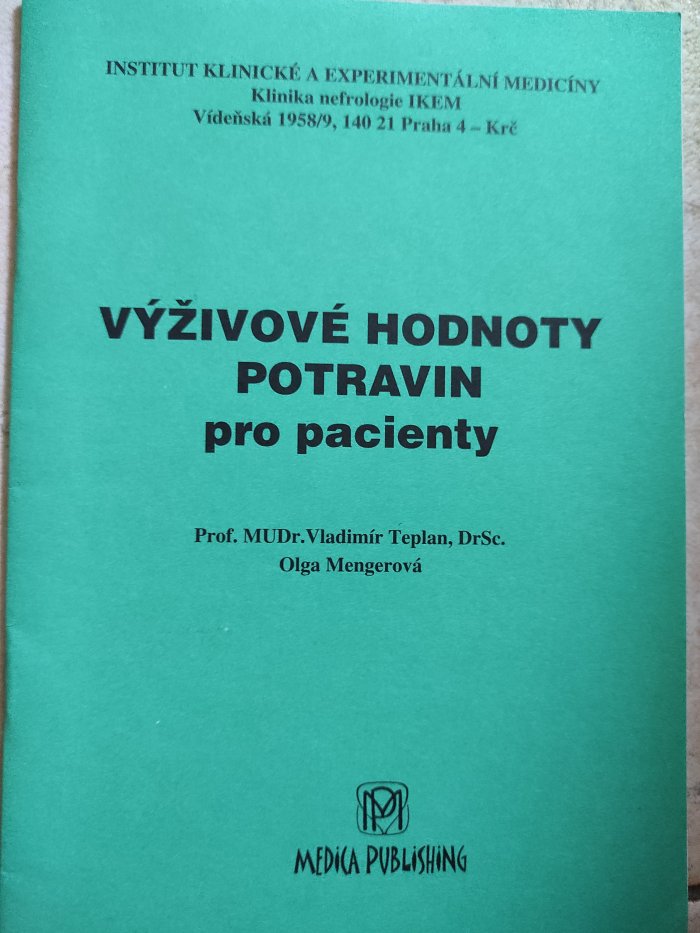 INSTITUT KLINICKÉ A EXPERIMENTÁLNÍ MEDICÍNY
Klinika nefrologie IKEM
Vídeňská 1958/9, 140 21 Praha 4 – Krč
VÝŽIVOVÉ HODNOTY
POTRAVIN
pro pacienty
Prof. MUDr.Vladimír Teplan, DrSc.
Olga Mengerová
MP
MEDiCA PUBLiSHiNG